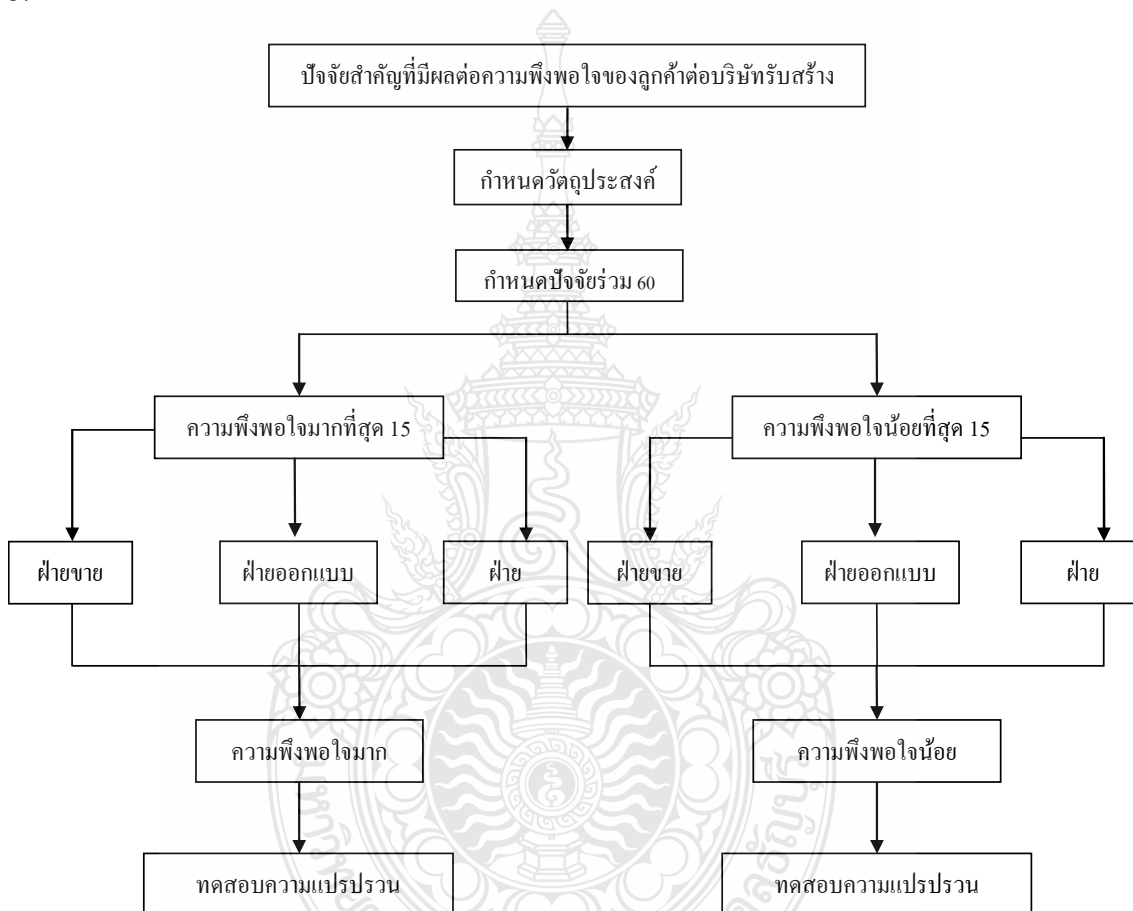 ปัจจัยสำคัญที่มีผลต่อความพึงพอใจของลูกค้าต่อบริษัทรับสร้าง
กำหนดวัตถุประสงค์
กำหนดปัจจัยร่วม 60
ความพึงพอใจมากที่สุด 15
ความพึงพอใจน้อยที่สุด 15
ฝ่ายขาย
ฝ่ายออกแบบ
ฝ่าย
ฝ่ายขาย
ฝ่ายออกแบบ
ฝ่าย
ความพึงพอใจมาก
ความพึงพอใจน้อย
ทดสอบความแปรปรวน
ทดสอบความแปรปรวน